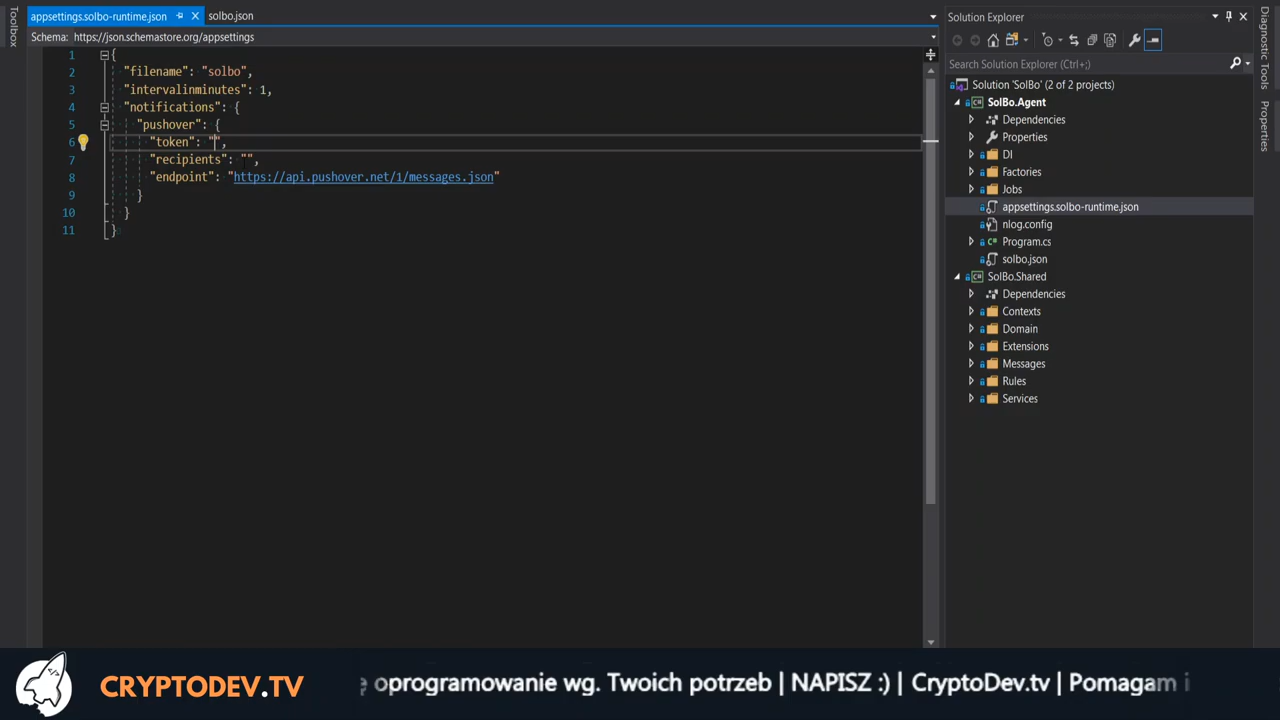 Toolbox
appsettings.solbo-runtime.json
solbo.json
Schema: https://json.schemastore.org/appsettings
1 {
2 "filename": "solbo",
3 "intervalinminutes": 1,
4 "notifications": {
5 "pushover": {
6 "token": "",
7 "recipients": "",
8 "endpoint": "https://api.pushover.net/1/messages.json"
9 }
10 }
11 }
Solution Explorer
Search Solution Explorer (Ctrl+;)
Solution 'SolBo' (2 of 2 projects)
SolBo.Agent
Dependencies
Properties
DI
Factories
Jobs
appsettings.solbo-runtime.json
nlog.config
Program.cs
solbo.json
SolBo.Shared
Dependencies
Contexts
Domain
Extensions
Messages
Rules
Services
Diagnostic Tools
Properties
CRYPTODEV.TV
oprogramowanie wg. Twoich potrzeb | NAPISZ :) | CryptoDev.tv | Pomagam i